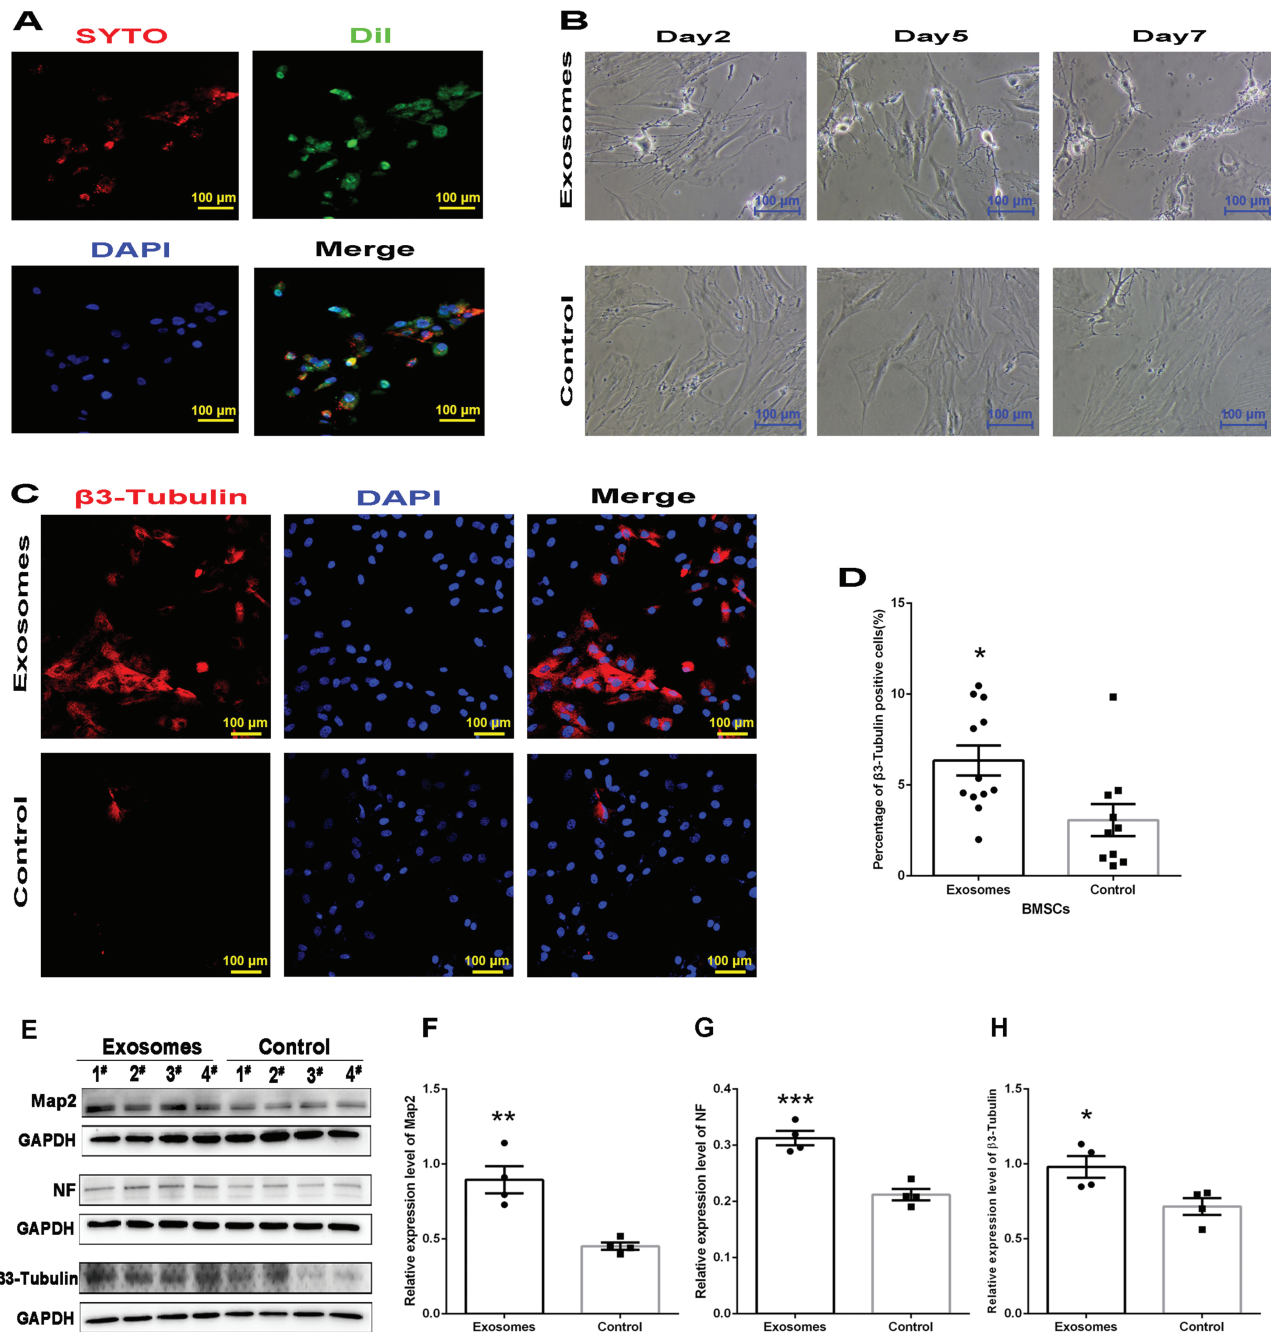 A
SYTO
DiI
100 µm
100 µm
DAPI
Merge
100 µm
100 µm
B
Day2
Day5
Day7
Exosomes
100 µm
100 µm
100 µm
Control
100 µm
100 µm
100 µm
C
β3-Tubulin
DAPI
Merge
Exosomes
100 µm
100 µm
100 µm
Control
100 µm
100 µm
100 µm
D
Percentage of β3-Tubulin positive cells(%)
15
10
5
0
*
Exosomes
Control
BMSCs
E
Exosomes
Control
1# 2# 3# 4# 1# 2# 3# 4#
Map2
GAPDH
NF
GAPDH
β3-Tubulin
GAPDH
F
Relative expression level of Map2
1.5
1.0
0.5
0.0
**
Exosomes
Control
G
Relative expression level of NF
0.4
0.3
0.2
0.1
0.0
***
Exosomes
Control
H
Relative expression level of β3-Tubulin
1.5
1.0
0.5
0.0
*
Exosomes
Control